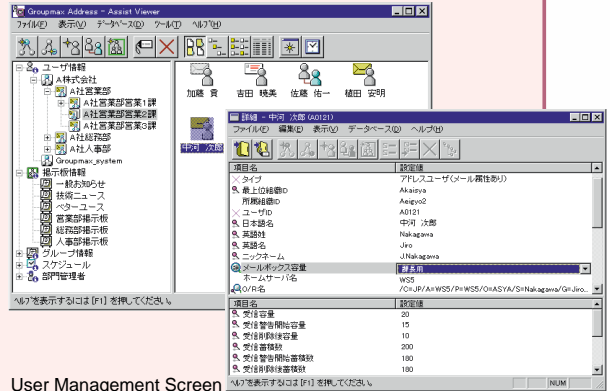 Groupmax Address - Assist Viewer
ファイル(F) 表示(V) データベース(D) ツール(T) ヘルプ(H)
ユーザ情報
A株式会社
A社営業部
A社営業部営業1課
A社営業部営業2課
A社営業部営業3課
A社総務部
A社人事部
Groupmax_system
掲示板情報
一般お知らせ
技術ニュース
ベターユース
営業部掲示板
総務部掲示板
人事部掲示板
グループ情報
スケジュール
部門管理者
加藤 貢
吉田 暁美
佐藤 佑一
植田 安明
中河 次郎
ヘルプを表示するには [F1] を押してください。
詳細 - 中河 次郎 (A0121)
ファイル(F) 編集(E) 表示(V) データベース(D) ヘルプ(H)
項目名 設定値
タイプ アドレスユーザ(メール属性あり)
最上位組織ID Akaisya
所属組織ID Aeigyo2
ユーザID A0121
日本語名 中河 次郎
英語姓 Nakagawa
英語名 Jiro
ニックネーム J.Nakagawa
メールボックス容量 課長用
ホームサーバ名 WS5
O/R名 /C=JP/A=WS5/P=WS5/O=ASYA/S=Nakagawa/G=Jiro...
項目名 設定値
受信容量 20
受信警告開始容量 15
受信削除後容量 10
受信蓄積数 200
受信警告開始蓄積数 180
受信削除後蓄積数 180
ヘルプを表示するには [F1] を押してください。 NUM
User Management Screen